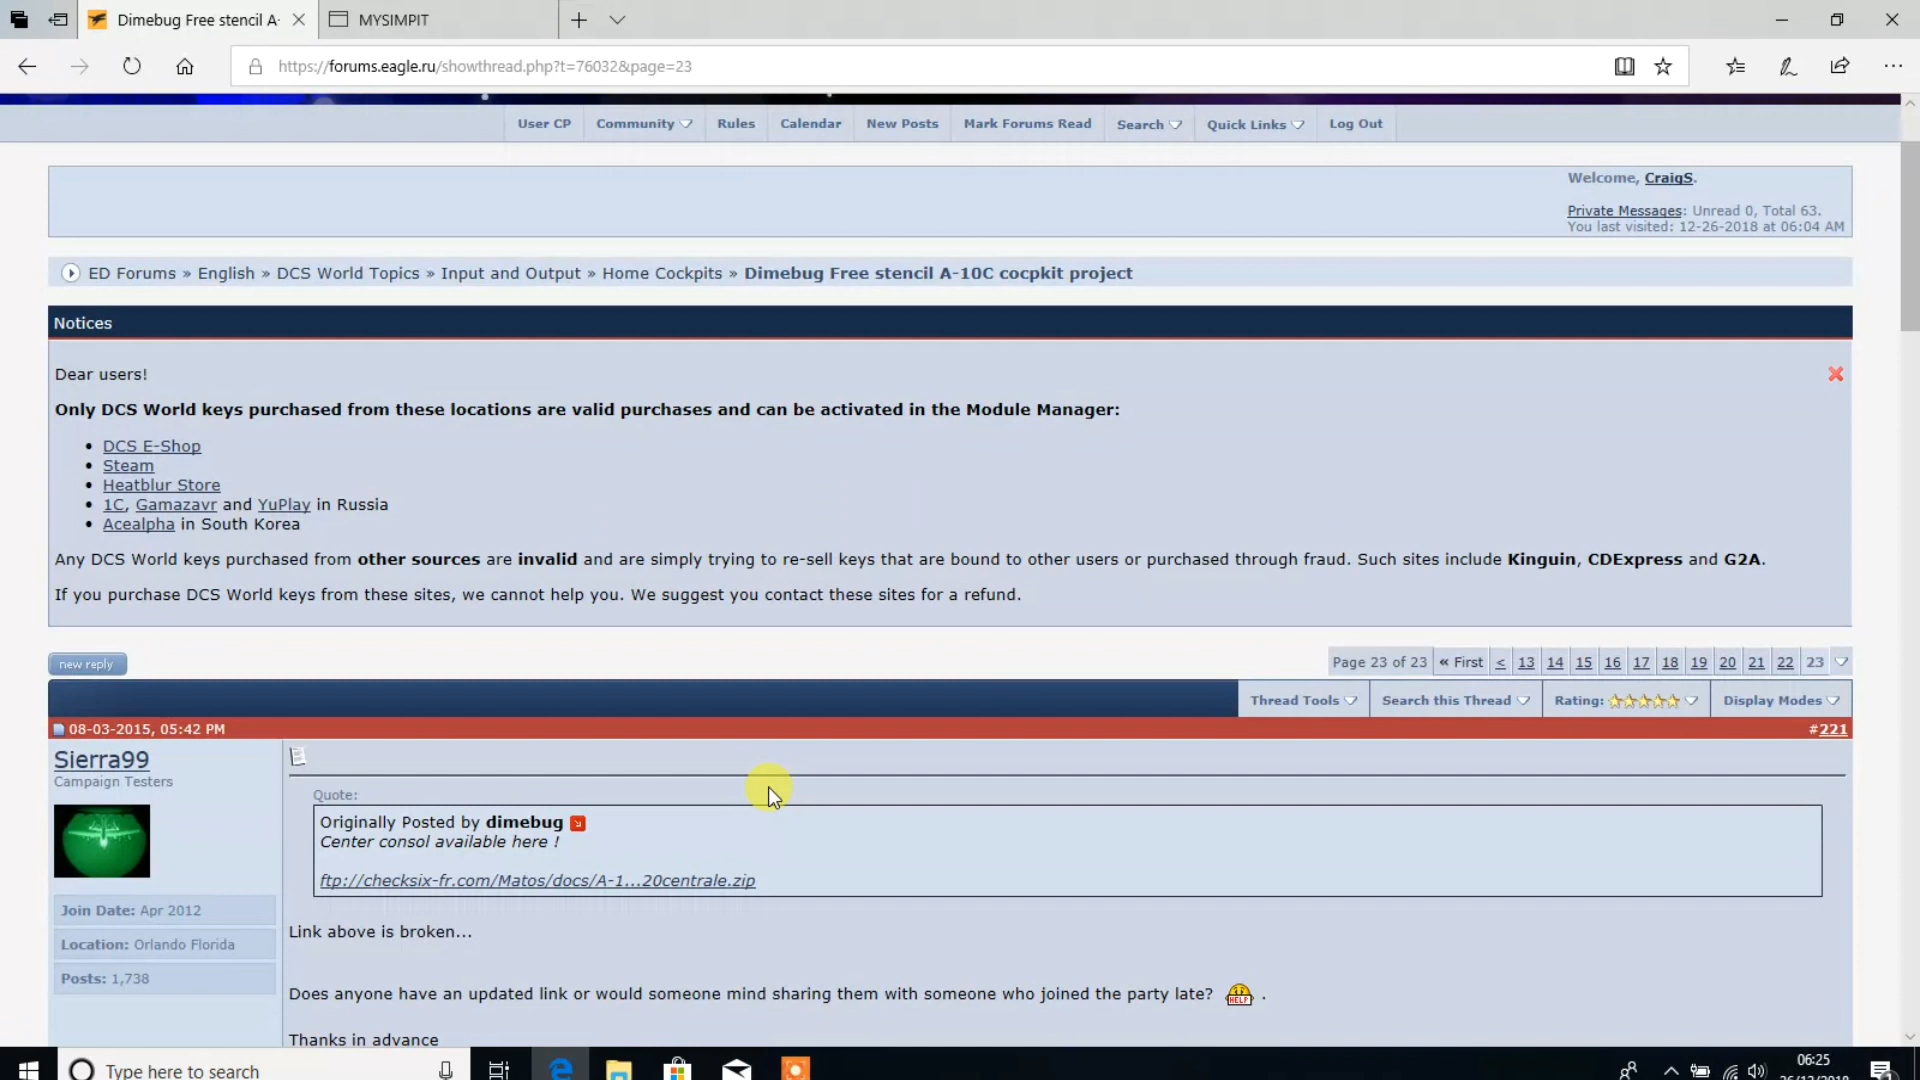 Dimebug Free stencil A-
MYSIMPIT
https://forums.eagle.ru/showthread.php?t=76032&page=23
User CP Community Rules Calendar New Posts Mark Forums Read Search Quick Links Log Out
Welcome, CraigS.
Private Messages: Unread 0, Total 63.
You last visited: 12-26-2018 at 06:04 AM
ED Forums » English » DCS World Topics » Input and Output » Home Cockpits » Dimebug Free stencil A-10C cocpkit project
Notices
Dear users!
Only DCS World keys purchased from these locations are valid purchases and can be activated in the Module Manager:
• DCS E-Shop
• Steam
• Heatblur Store
• 1C, Gamazavr and YuPlay in Russia
• Acealpha in South Korea
Any DCS World keys purchased from other sources are invalid and are simply trying to re-sell keys that are bound to other users or purchased through fraud. Such sites include Kinguin, CDExpress and G2A.
If you purchase DCS World keys from these sites, we cannot help you. We suggest you contact these sites for a refund.
new reply
Page 23 of 23 « First < 13 14 15 16 17 18 19 20 21 22 23
Thread Tools Search this Thread Rating: Display Modes
08-03-2015, 05:42 PM #221
Sierra99
Campaign Testers
Join Date: Apr 2012
Location: Orlando Florida
Posts: 1,738
Quote:
Originally Posted by dimebug
Center consol available here !
ftp://checksix-fr.com/Matos/docs/A-1...20centrale.zip
Link above is broken...
Does anyone have an updated link or would someone mind sharing them with someone who joined the party late? HELP .
Thanks in advance
Type here to search
06:25